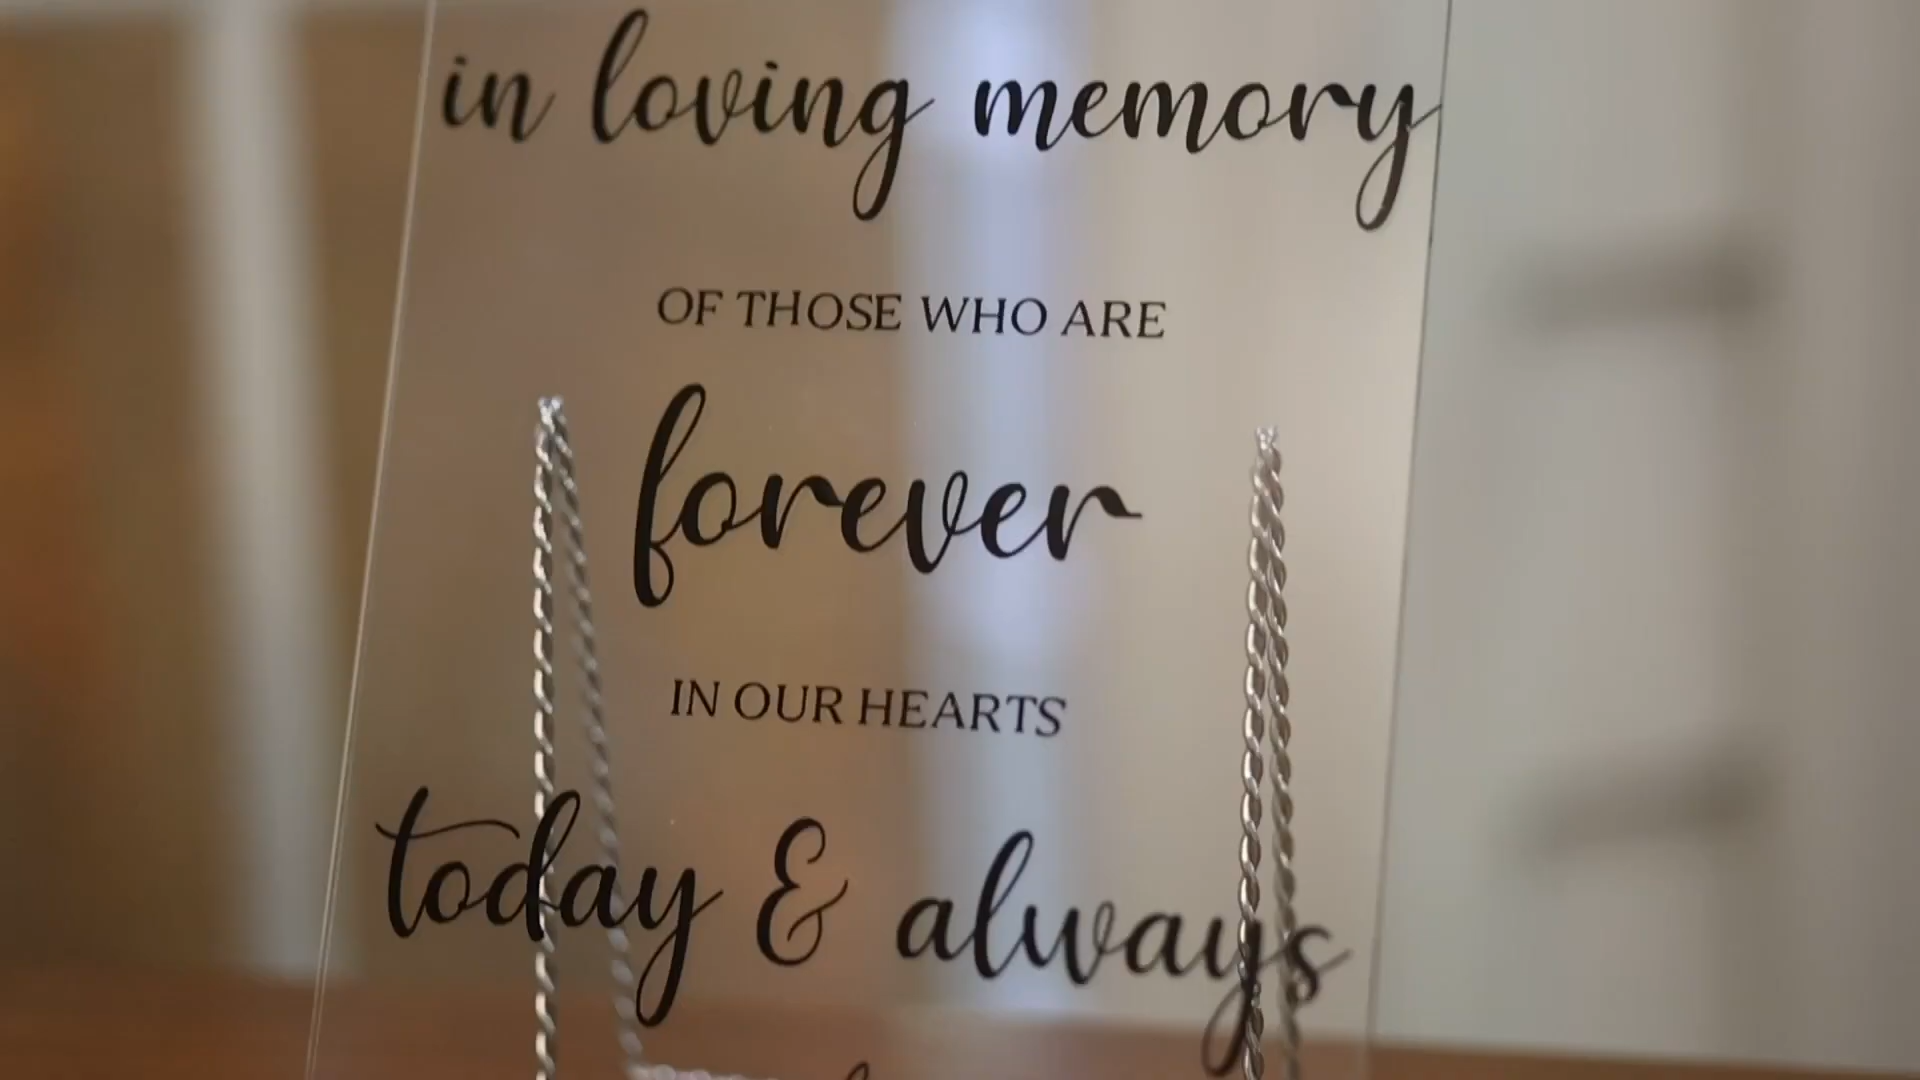 in loving memory
OF THOSE WHO ARE
forever
IN OUR HEARTS
today & always